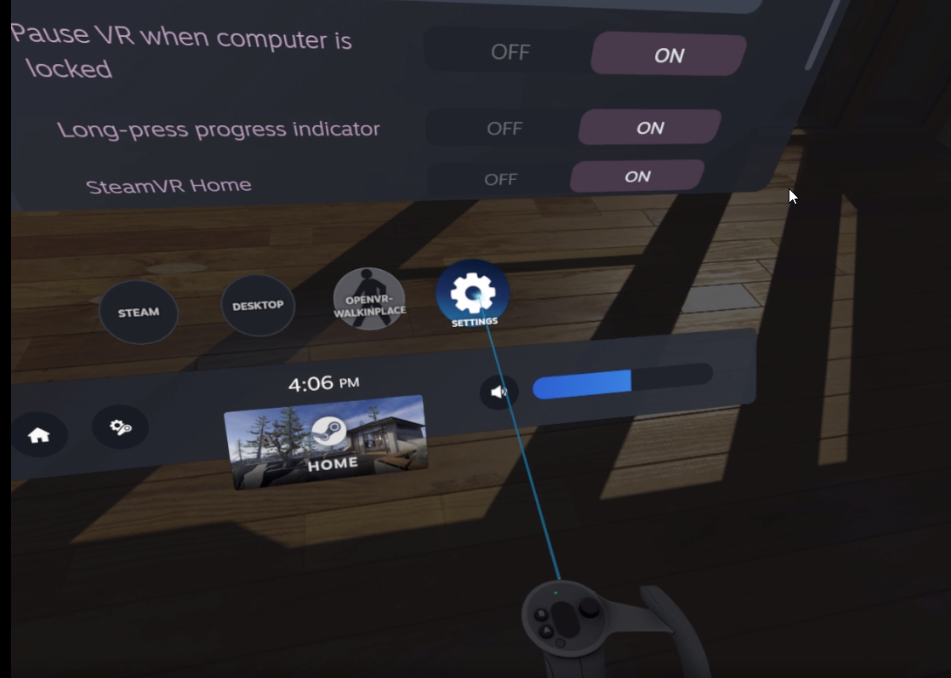 Pause VR when computer is
locked
OFF
ON
Long-press progress indicator
OFF
ON
SteamVR Home
OFF
ON
STEAM
DESKTOP
OPENVR-
WALKINPLACE
SETTINGS
4:06 PM
HOME